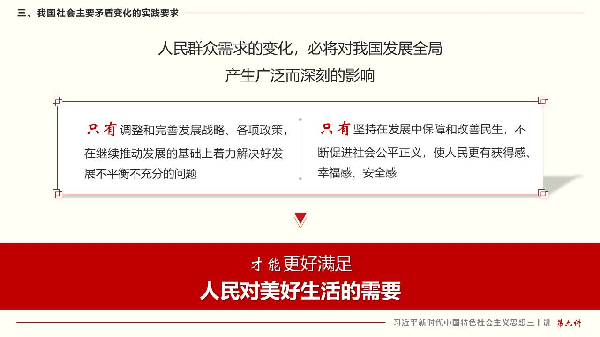 三、我国社会主要矛盾变化的实践要求
人民群众需求的变化，必将对我国发展全局
产生广泛而深刻的影响
只有调整和完善发展战略、各项政策，
在继续推动发展的基础上着力解决好发
展不平衡不充分的问题
只有坚持在发展中保障和改善民生，不
断促进社会公平正义，使人民更有获得感、
幸福感、安全感
才能更好满足
人民对美好生活的需要
习近平新时代中国特色社会主义思想三十讲 第六讲